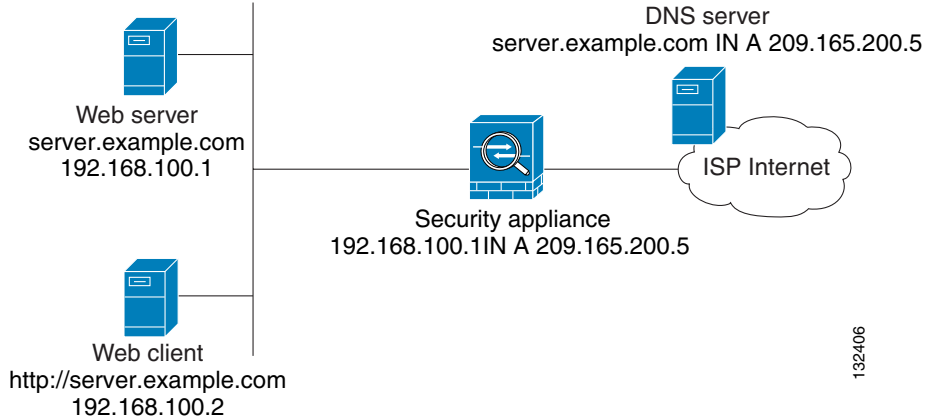 DNS server
server.example.com IN A 209.165.200.5
Web server
server.example.com
192.168.100.1
ISP Internet
Security appliance
192.168.100.1IN A 209.165.200.5
Web client
http://server.example.com
192.168.100.2
132406